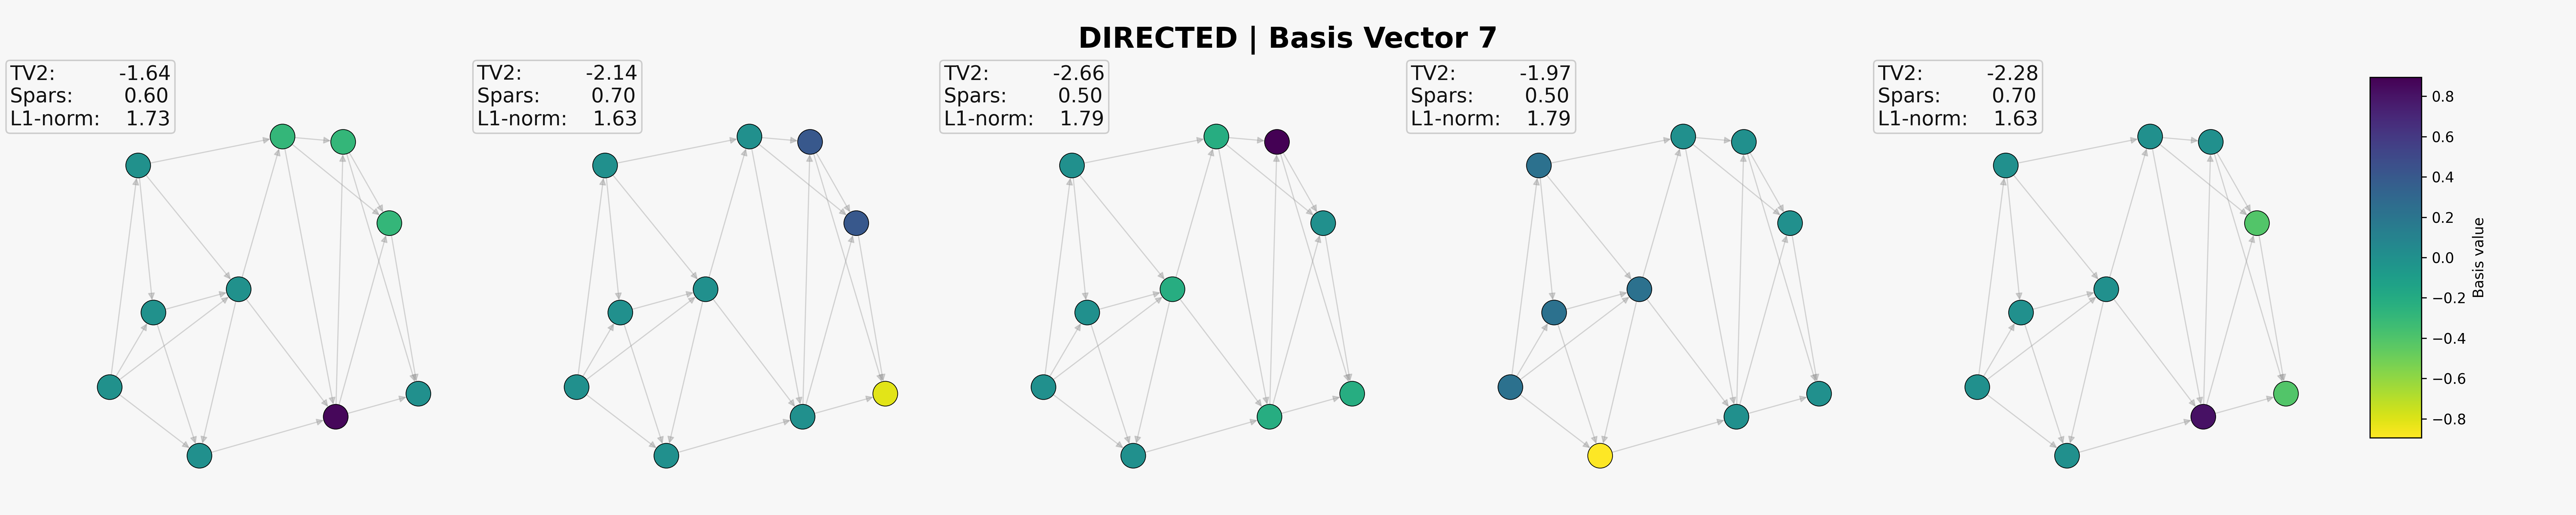 DIRECTED | Basis Vector 7
TV2: -1.64
Spars: 0.60
L1-norm: 1.73
TV2: -2.14
Spars: 0.70
L1-norm: 1.63
TV2: -2.66
Spars: 0.50
L1-norm: 1.79
TV2: -1.97
Spars: 0.50
L1-norm: 1.79
TV2: -2.28
Spars: 0.70
L1-norm: 1.63
0.8
0.6
0.4
0.2
0.0
−0.2
−0.4
−0.6
−0.8
Basis value